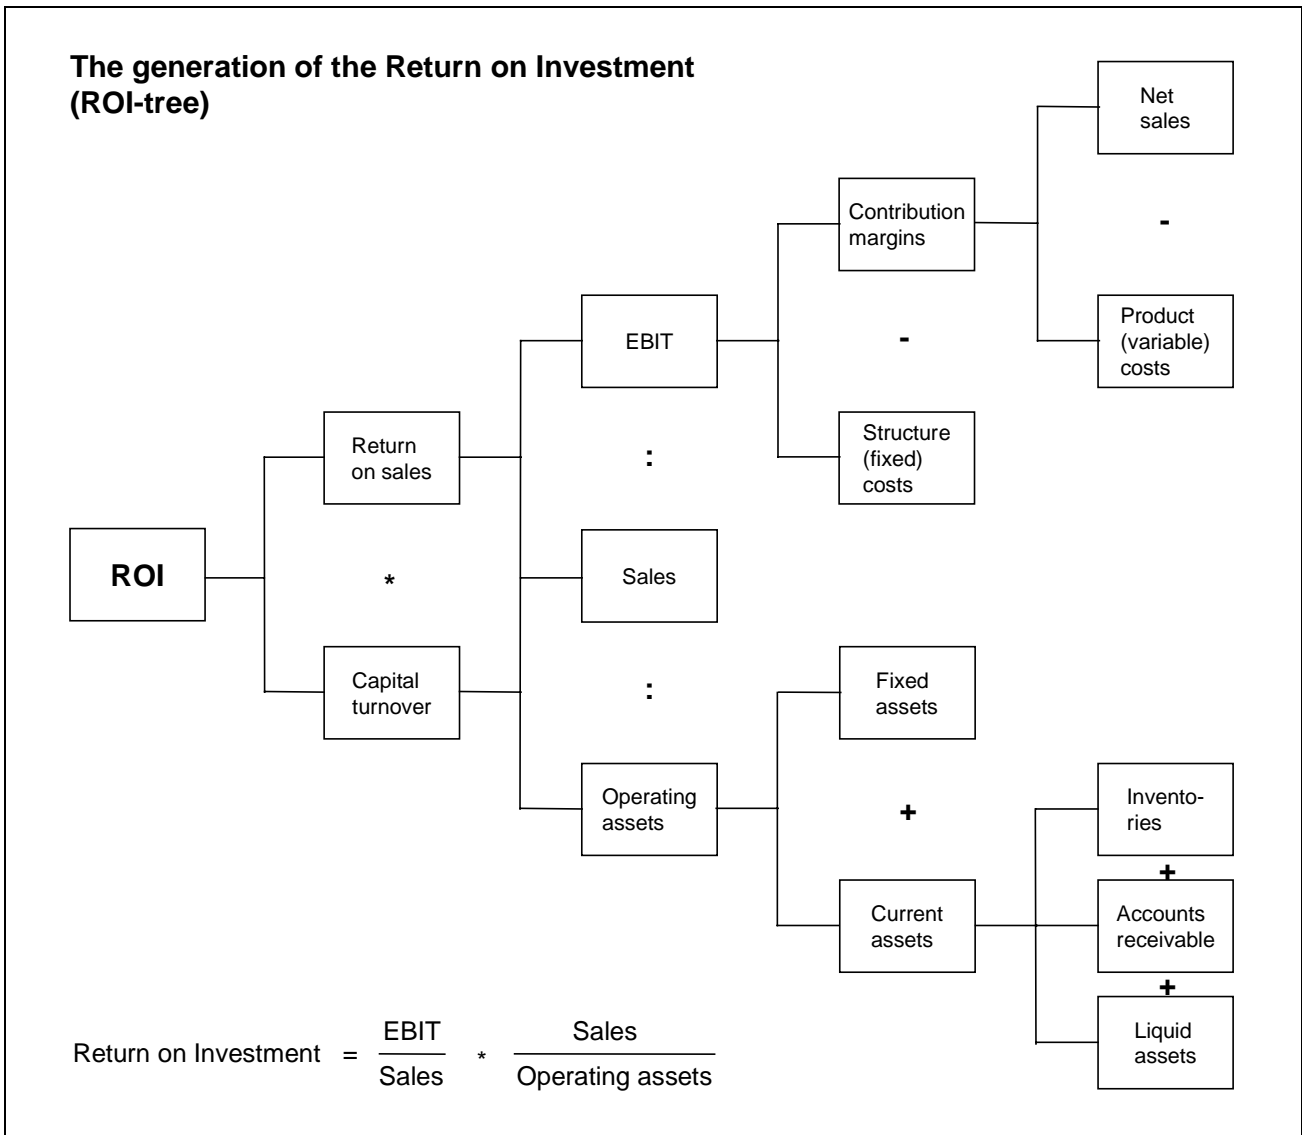 The generation of the Return on Investment
(ROI-tree)
Net
sales
-
Contribution
margins
Product
(variable)
costs
EBIT
-
Structure
(fixed)
costs
Return
on sales
:
ROI
*
Sales
Capital
turnover
:
Fixed
assets
Operating
assets
+
Invento-
ries
+
Current
assets
Accounts
receivable
+
Liquid
assets
Return on Investment = EBIT * Sales
Sales Operating assets